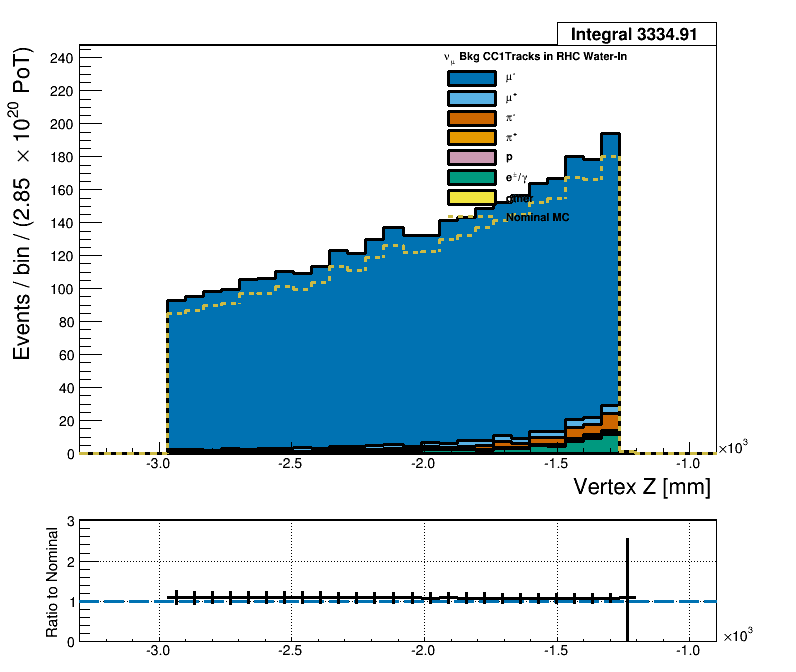 Integral 3334.91
ν μ Bkg CC1Tracks in RHC Water-In
μ-
μ+
π-
π+
p
e±/γ
other
Nominal MC
Events / bin / (2.85 × 10^20 PoT)
240
220
200
180
160
140
120
100
80
60
40
20
0
-3.0 -2.5 -2.0 -1.5 -1.0
×10^3
Vertex Z [mm]
Ratio to Nominal
3
2
1
0
-3.0 -2.5 -2.0 -1.5 -1.0
×10^3